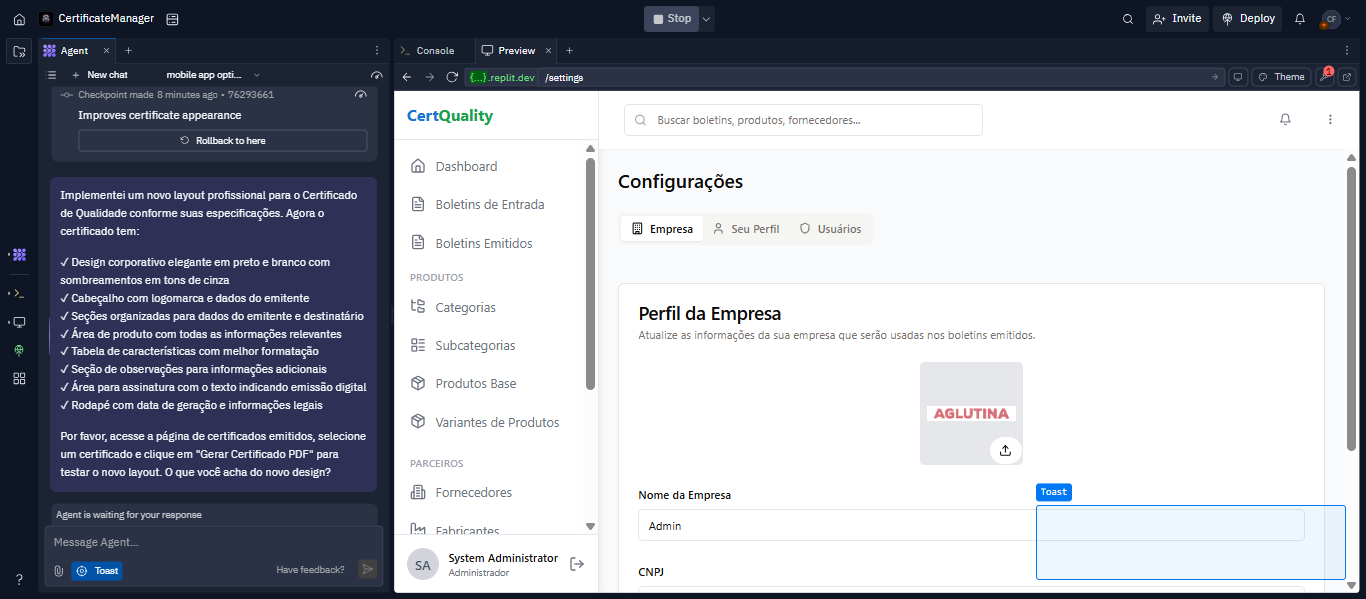 CertificateManager
Stop
Invite
Deploy
CF
Agent
Console
Preview
New chat
mobile app opti...
{...}.replit.dev
/settings
Theme
1
Checkpoint made 8 minutes ago • 76293661
Improves certificate appearance
Rollback to here
Implementei um novo layout profissional para o Certificado
de Qualidade conforme suas especificações. Agora o
certificado tem:
✓ Design corporativo elegante em preto e branco com
sombreamentos em tons de cinza
✓ Cabeçalho com logomarca e dados do emitente
✓ Seções organizadas para dados do emitente e destinatário
✓ Área de produto com todas as informações relevantes
✓ Tabela de características com melhor formatação
✓ Seção de observações para informações adicionais
✓ Área para assinatura com o texto indicando emissão digital
✓ Rodapé com data de geração e informações legais
Por favor, acesse a página de certificados emitidos, selecione
um certificado e clique em "Gerar Certificado PDF" para
testar o novo layout. O que você acha do novo design?
Agent is waiting for your response
Message Agent...
Toast
Have feedback?
?
CertQuality
Dashboard
Boletins de Entrada
Boletins Emitidos
PRODUTOS
Categorias
Subcategorias
Produtos Base
Variantes de Produtos
PARCEIROS
Fornecedores
Fabricantes
SA
System Administrator
Administrador
Buscar boletins, produtos, fornecedores...
Configurações
Empresa
Seu Perfil
Usuários
Perfil da Empresa
Atualize as informações da sua empresa que serão usadas nos boletins emitidos.
AGLUTINA
Nome da Empresa
Toast
Admin
CNPJ